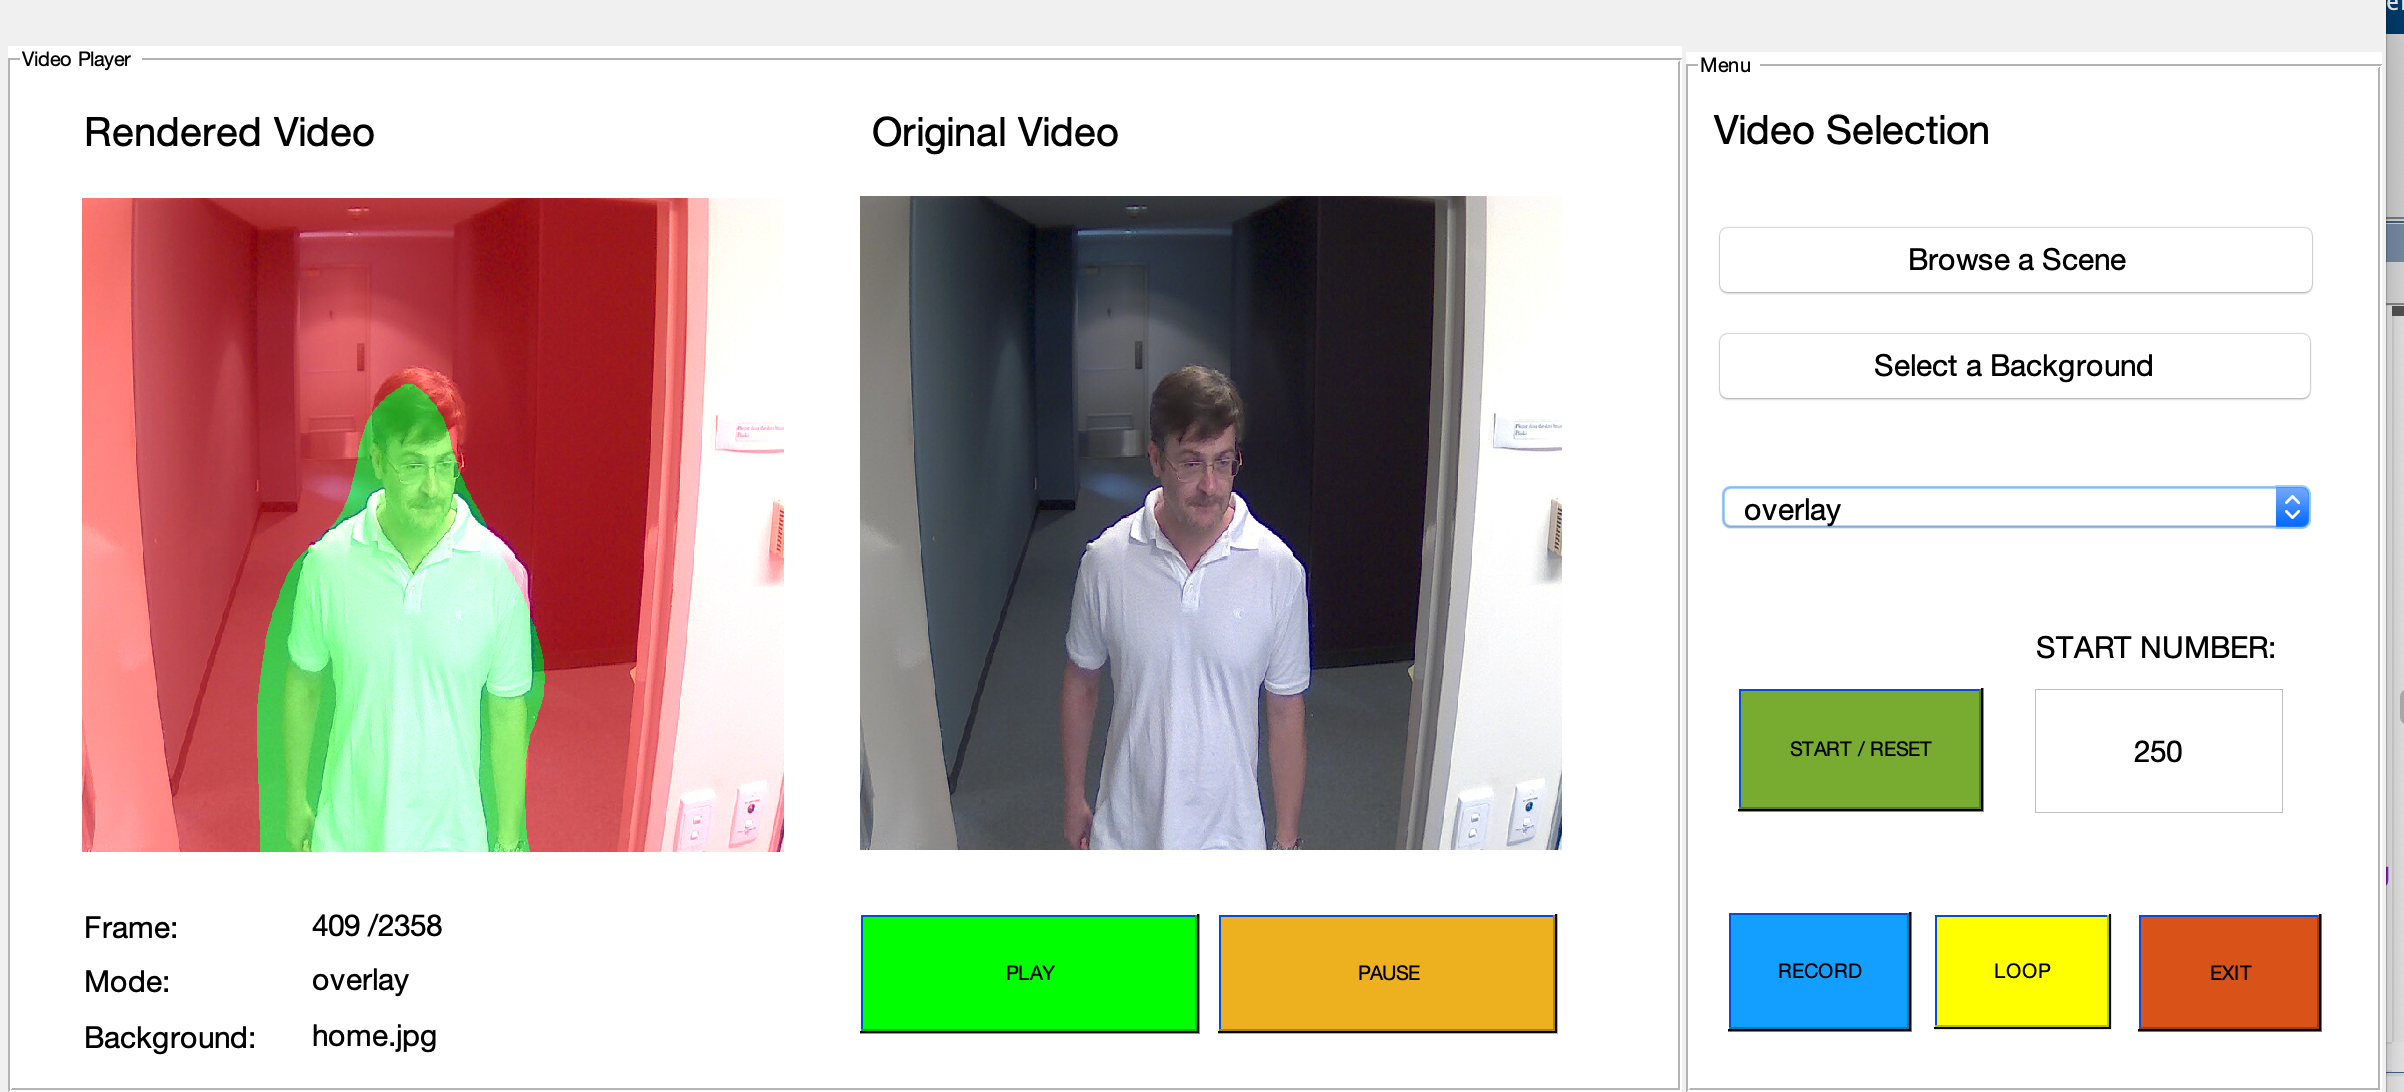 Video Player
Rendered Video
Original Video
Frame: 409 /2358
Mode: overlay
Background: home.jpg
PLAY
PAUSE
Menu
Video Selection
Browse a Scene
Select a Background
overlay
START NUMBER:
START / RESET
250
RECORD
LOOP
EXIT